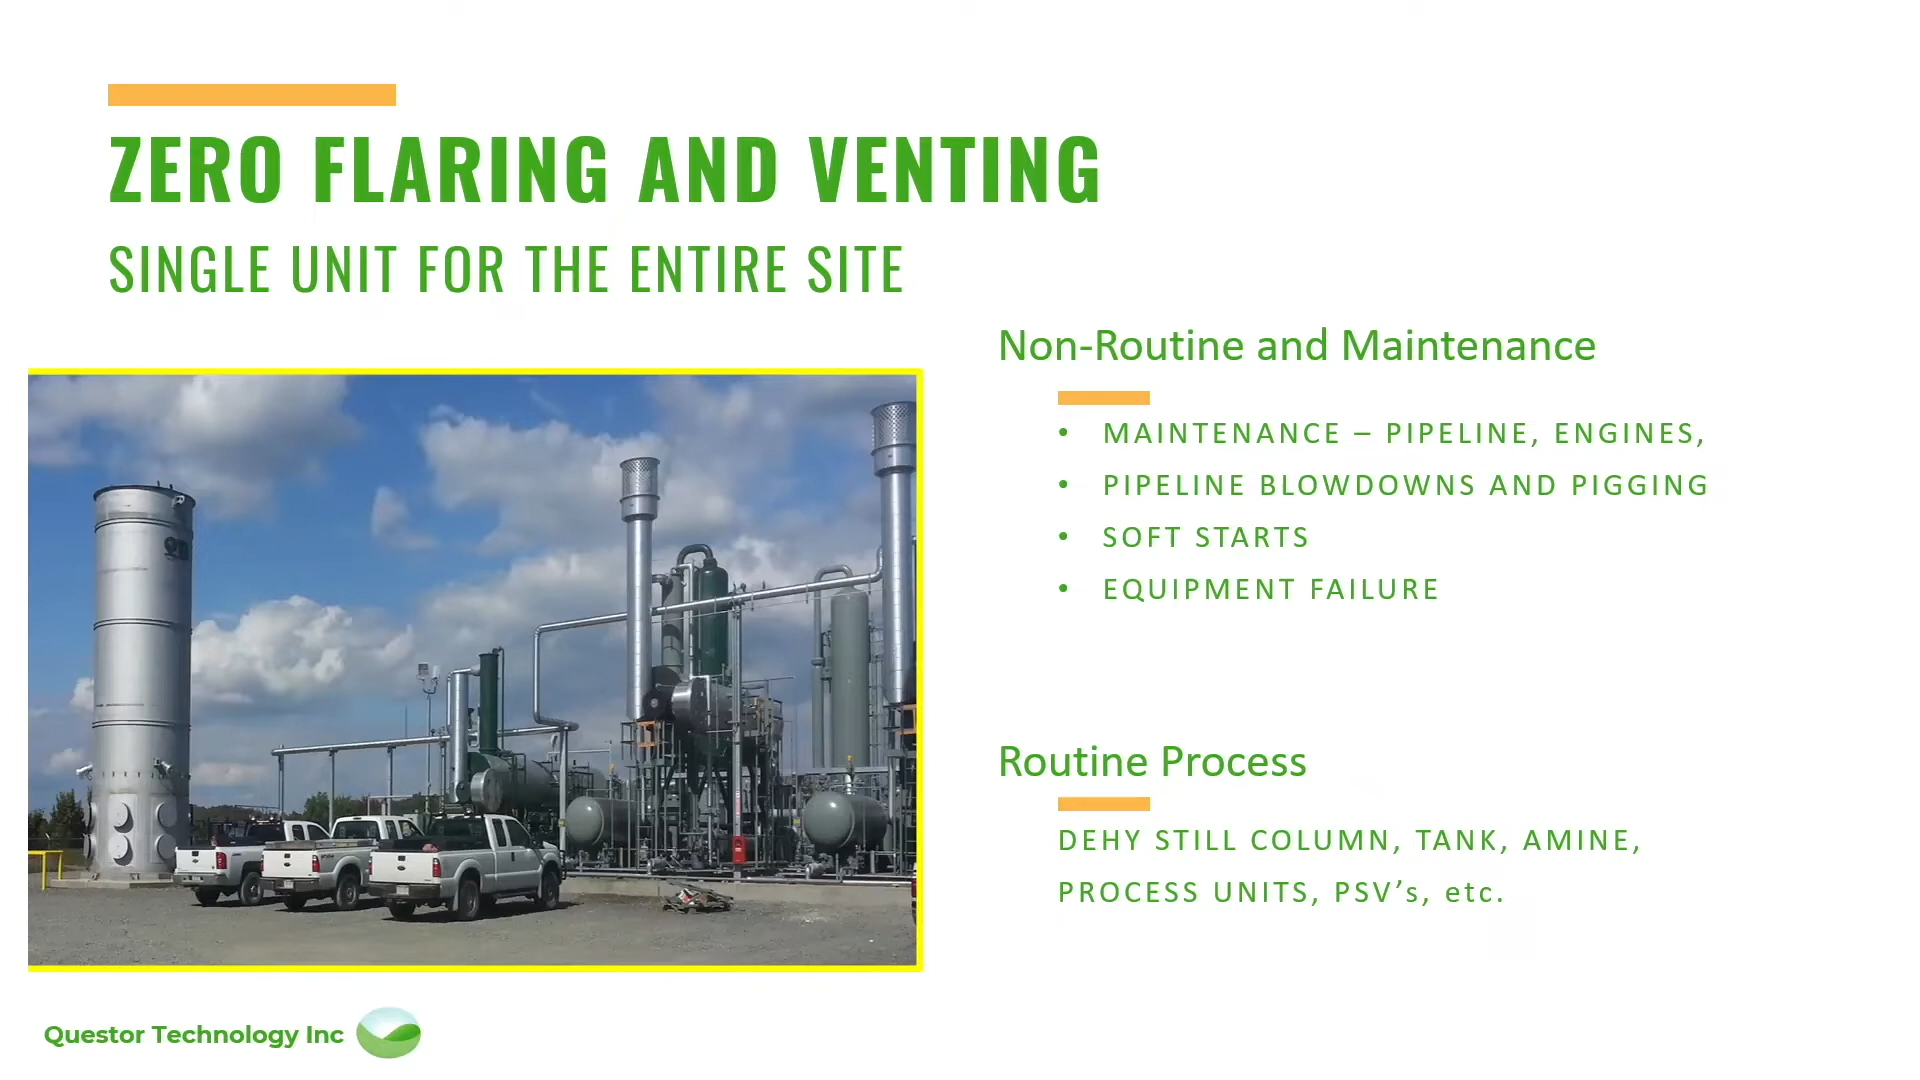 ZERO FLARING AND VENTING
SINGLE UNIT FOR THE ENTIRE SITE
Non-Routine and Maintenance
• MAINTENANCE – PIPELINE, ENGINES,
• PIPELINE BLOWDOWNS AND PIGGING
• SOFT STARTS
• EQUIPMENT FAILURE
Routine Process
DEHY STILL COLUMN, TANK, AMINE,
PROCESS UNITS, PSV’s, etc.
Questor Technology Inc